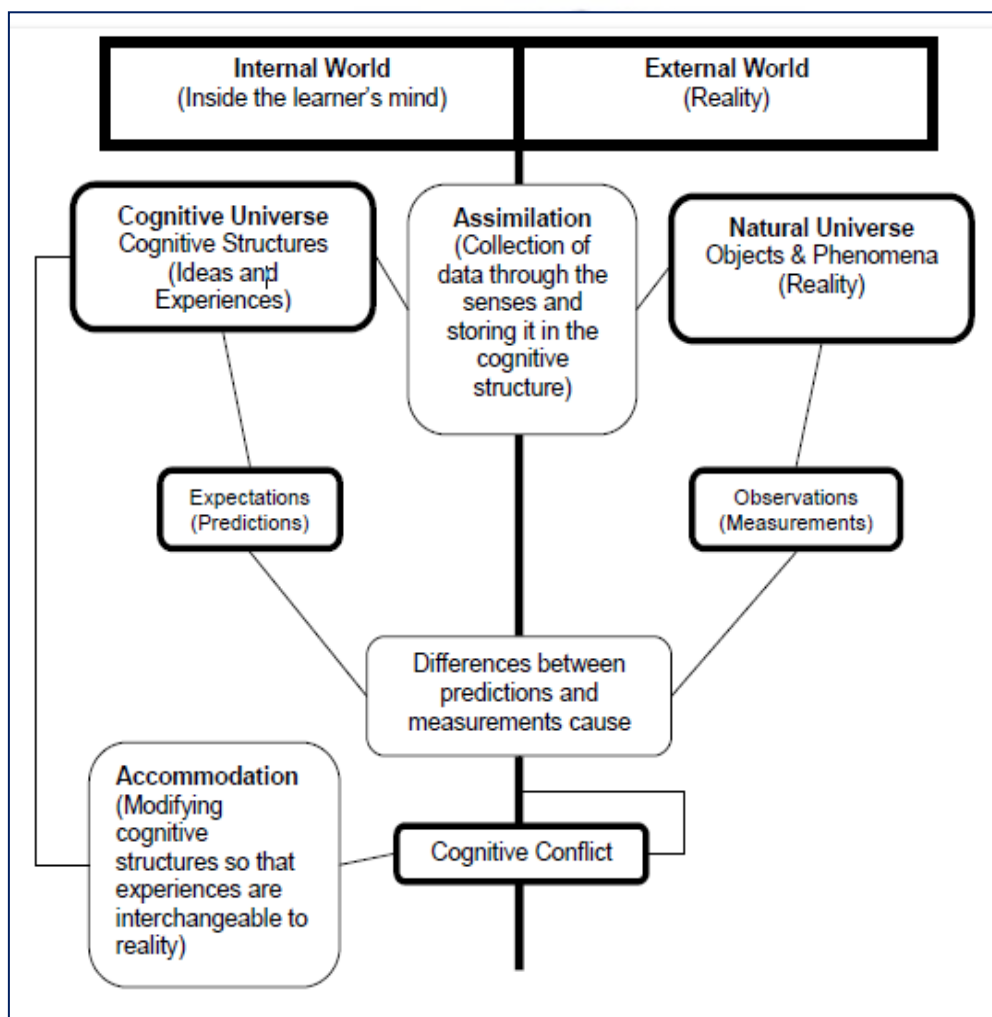 Internal World
(Inside the learner's mind)
External World
(Reality)
Cognitive Universe
Cognitive Structures
(Ideas and
Experiences)
Assimilation
(Collection of
data through the
senses and
storing it in the
cognitive
structure)
Natural Universe
Objects & Phenomena
(Reality)
Expectations
(Predictions)
Observations
(Measurements)
Differences between
predictions and
measurements cause
Accommodation
(Modifying
cognitive
structures so that
experiences are
interchangeable to
reality)
Cognitive Conflict